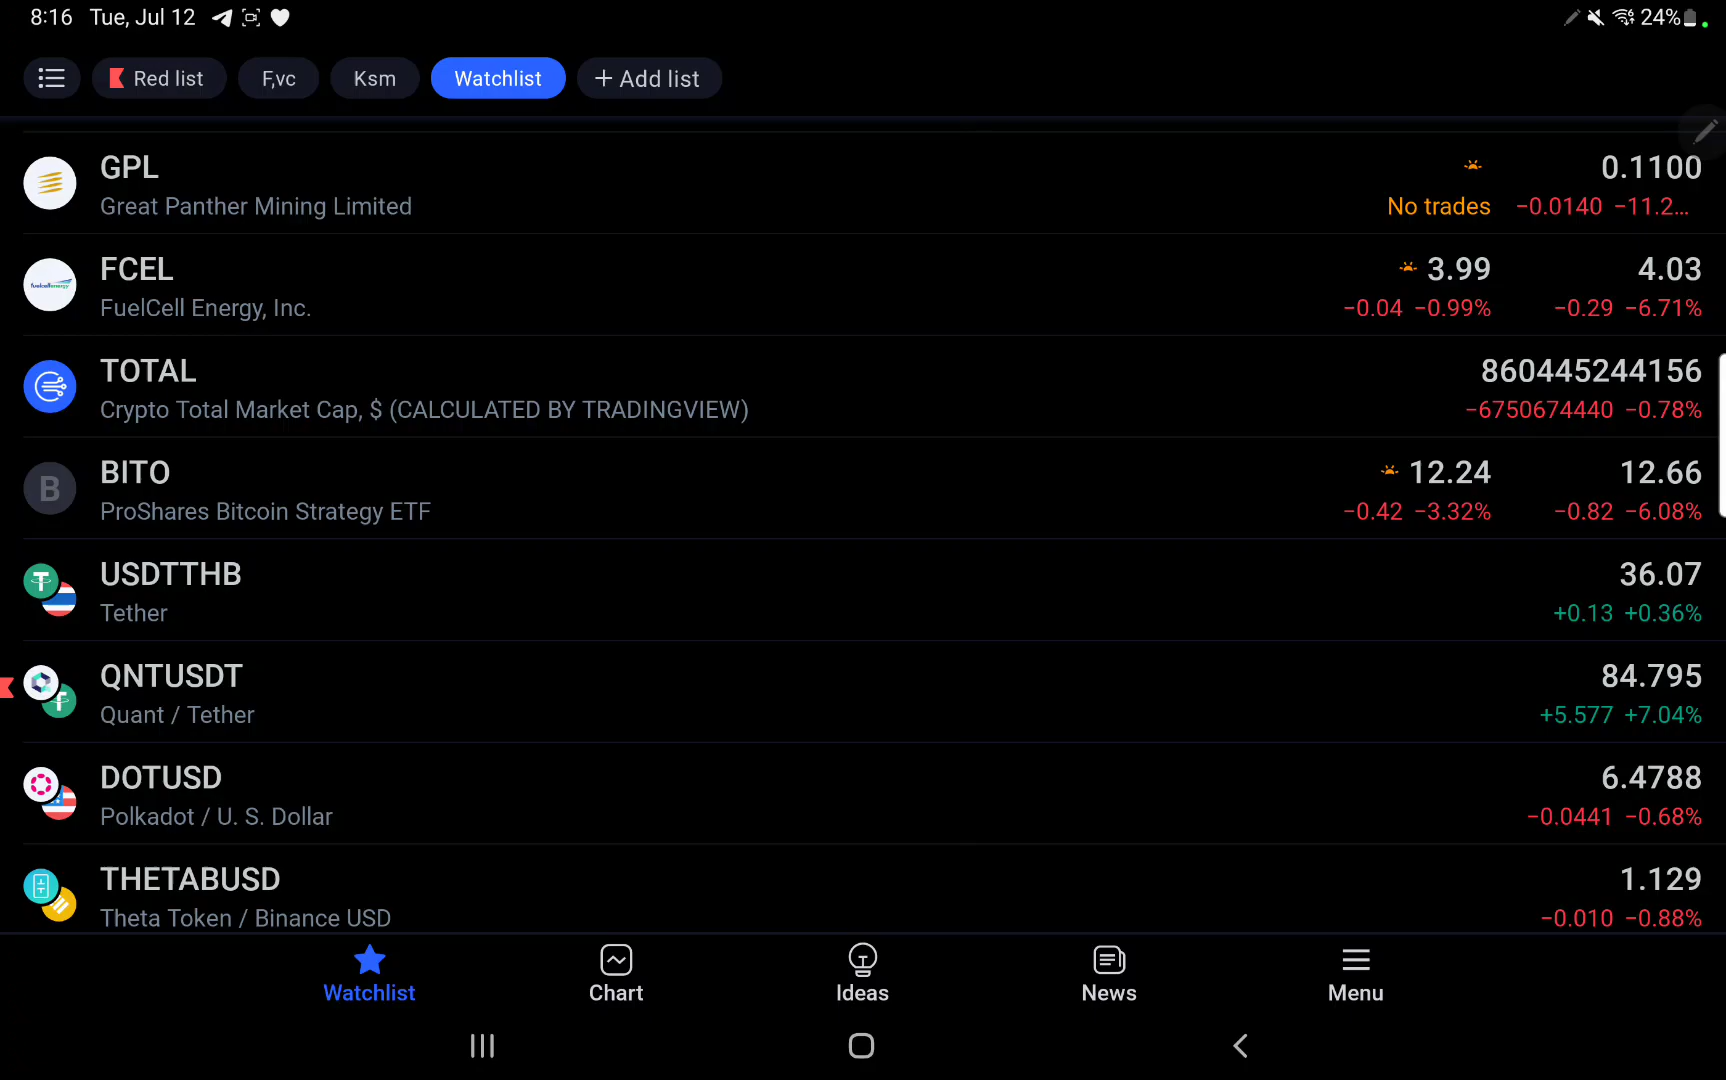 8:16 Tue, Jul 12 24%
Red list F,vc Ksm Watchlist + Add list
GPL 0.1100
Great Panther Mining Limited No trades −0.0140 −11.2...
FCEL 3.99 4.03
FuelCell Energy, Inc. −0.04 −0.99% −0.29 −6.71%
TOTAL 860445244156
Crypto Total Market Cap, $ (CALCULATED BY TRADINGVIEW) −6750674440 −0.78%
B BITO 12.24 12.66
ProShares Bitcoin Strategy ETF −0.42 −3.32% −0.82 −6.08%
USDTTHB 36.07
Tether +0.13 +0.36%
QNTUSDT 84.795
Quant / Tether +5.577 +7.04%
DOTUSD 6.4788
Polkadot / U. S. Dollar −0.0441 −0.68%
THETABUSD 1.129
Theta Token / Binance USD −0.010 −0.88%
Watchlist Chart Ideas News Menu